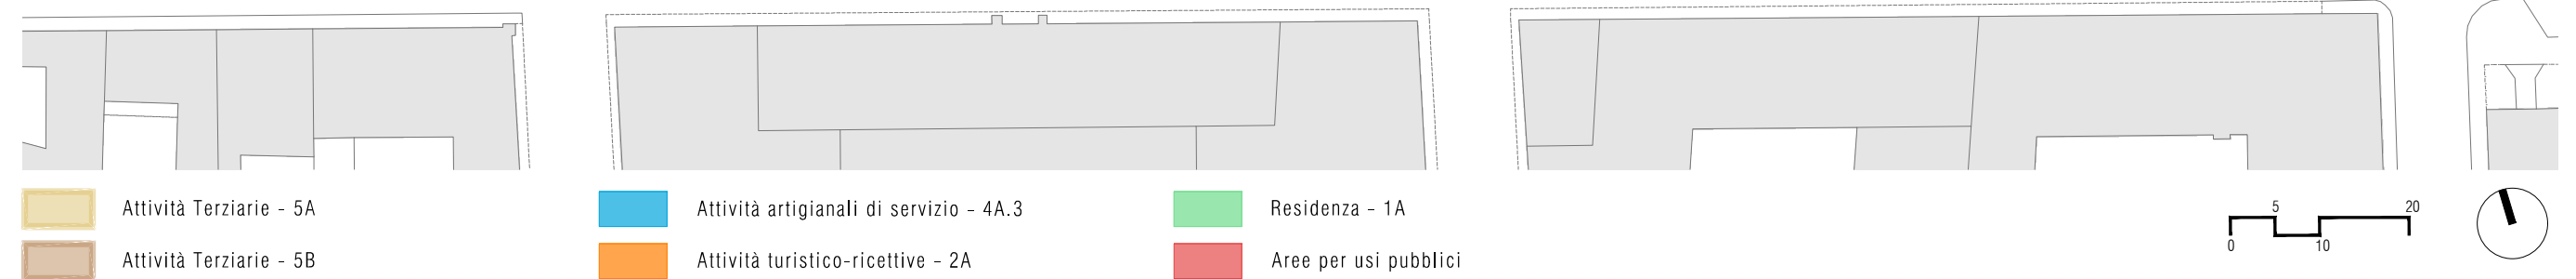 Attività Terziarie - 5A
Attività Terziarie - 5B
Attività artigianali di servizio - 4A.3
Attività turistico-ricettive - 2A
Residenza - 1A
Aree per usi pubblici
5 20
0 10